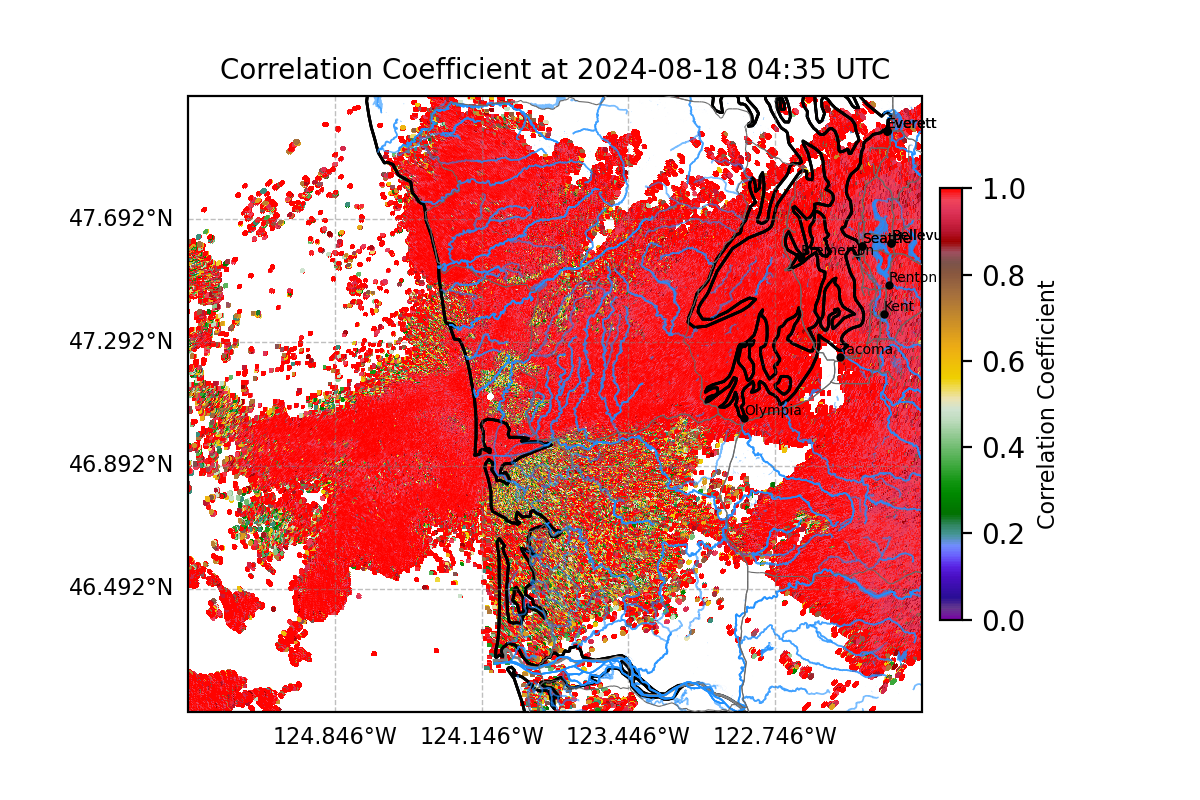 Correlation Coefficient at 2024-08-18 04:35 UTC
Everett
47.692°N
Seattle
Bellevu
Bremerton
Renton
Kent
47.292°N
Tacoma
Olympia
46.892°N
46.492°N
124.846°W
124.146°W
123.446°W
122.746°W
1.0
0.8
0.6
0.4
0.2
0.0
Correlation Coefficient